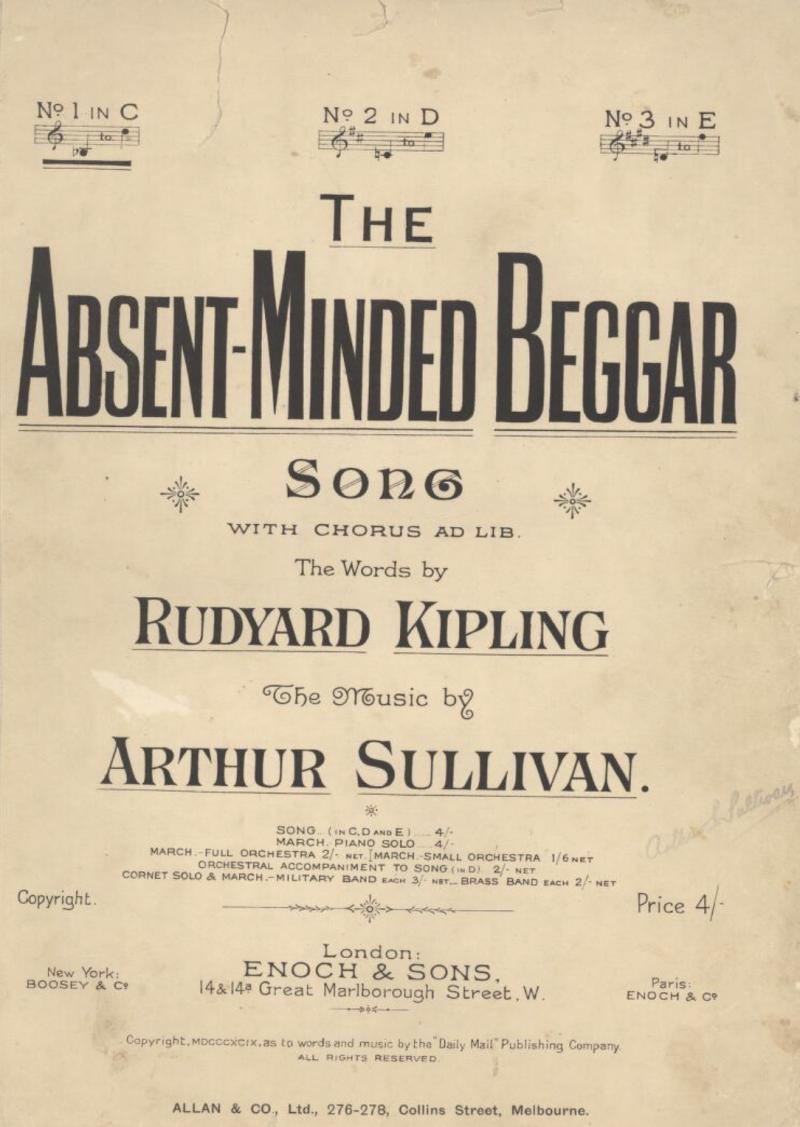 Nº 1 IN C
to
Nº 2 IN D
to
Nº 3 IN E
to
THE
ABSENT-MINDED BEGGAR
SONG
WITH CHORUS AD LIB.
The Words by
RUDYARD KIPLING
The Music by
ARTHUR SULLIVAN.
SONG.. (IN C, D AND E) ..... 4/-
MARCH. PIANO SOLO .... 4/-
MARCH.-FULL ORCHESTRA 2/- NET. [MARCH.-SMALL ORCHESTRA 1/6 NET
ORCHESTRAL ACCOMPANIMENT TO SONG (IN D) 2/- NET
CORNET SOLO & MARCH.-MILITARY BAND EACH 3/- NET.... BRASS BAND EACH 2/- NET
Arthur S. Sullivan
Copyright.
Price 4/-
London:
ENOCH & SONS,
14 & 14ª Great Marlborough Street, W.
New York:
BOOSEY & Cº
Paris:
ENOCH & Cº
Copyright, MDCCCXCIX, as to words and music by the "Daily Mail" Publishing Company.
ALL RIGHTS RESERVED.
ALLAN & CO., Ltd., 276-278, Collins Street, Melbourne.